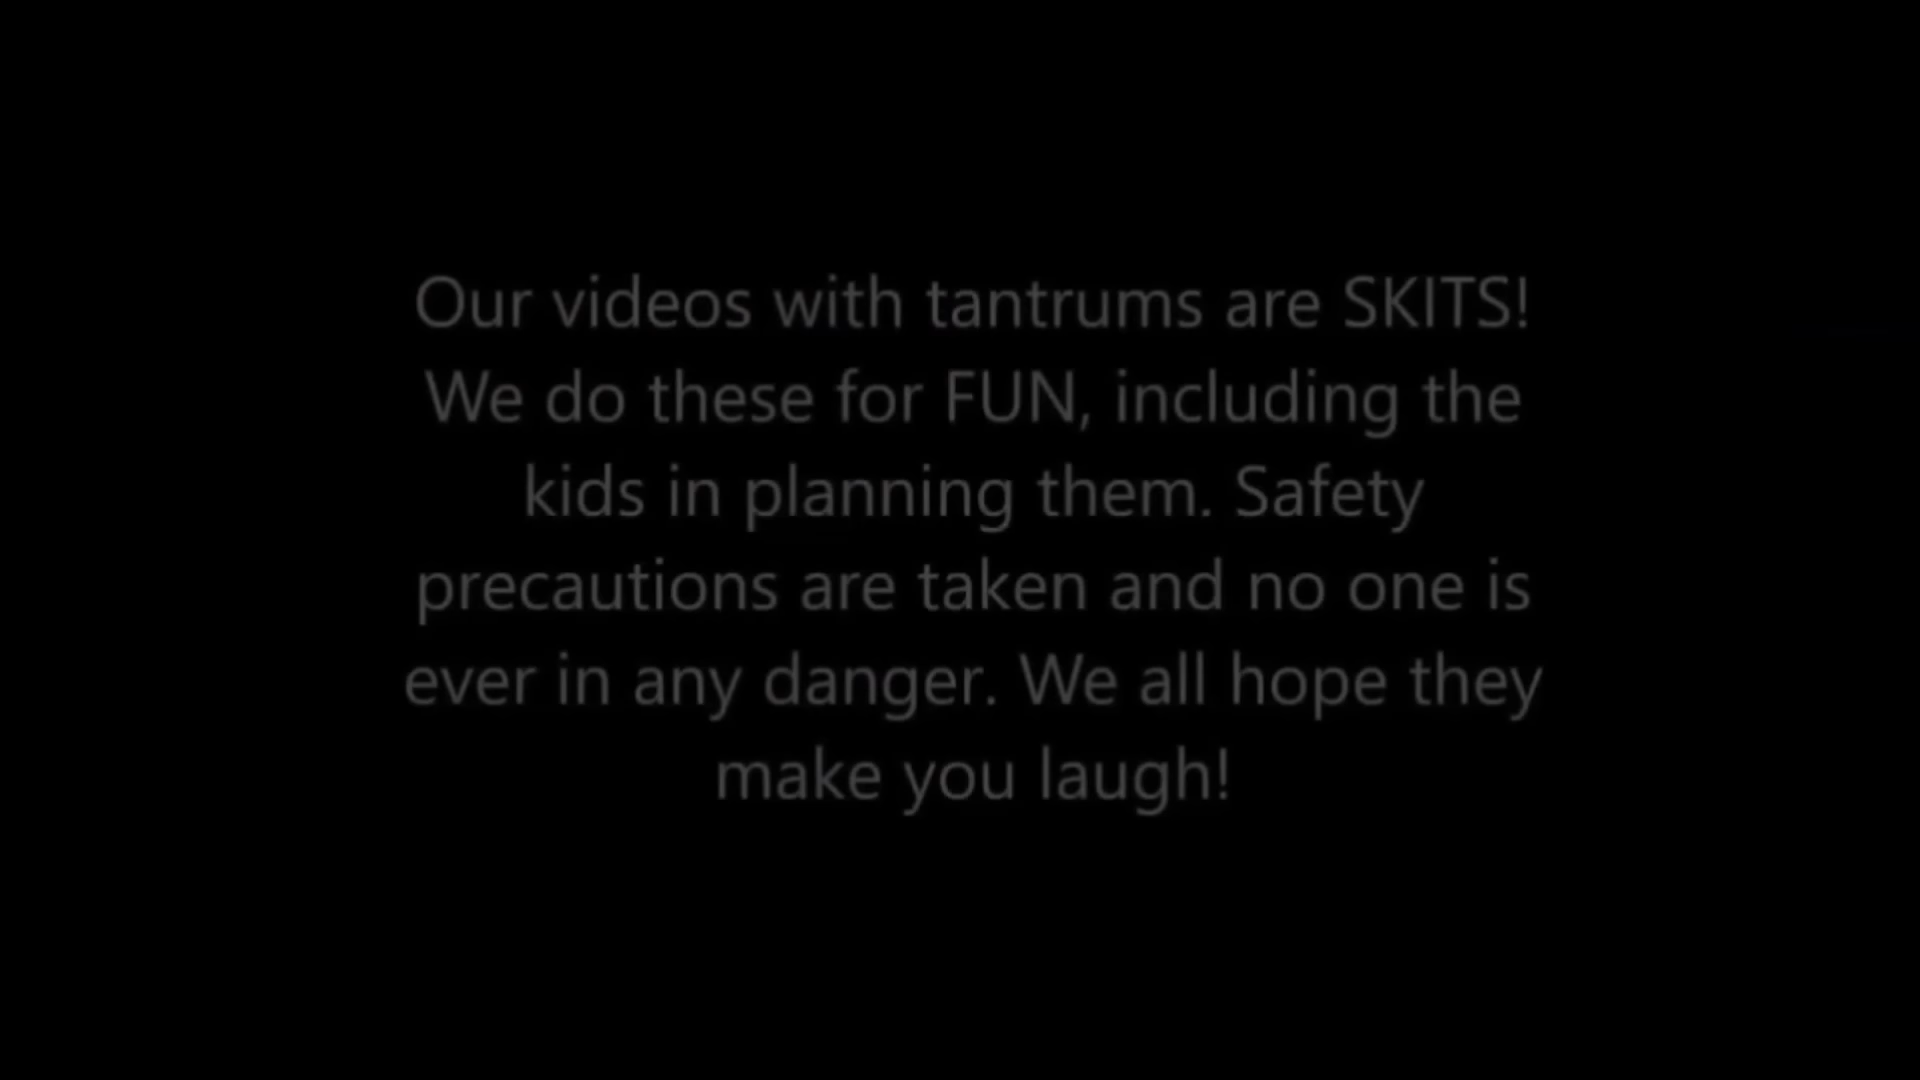 Our videos with tantrums are SKITS!
We do these for FUN, including the
kids in planning them. Safety
precautions are taken and no one is
ever in any danger. We all hope they
make you laugh!